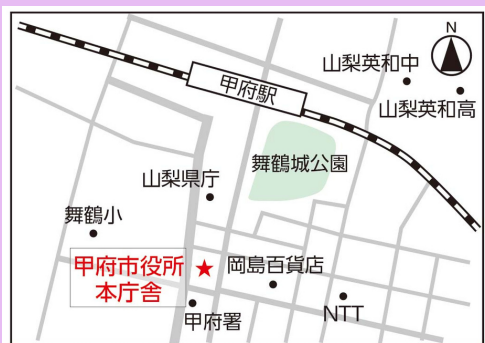 N
山梨英和中
甲府駅
山梨英和高
舞鶴城公園
山梨県庁
舞鶴小
甲府市役所
本庁舎
岡島百貨店
甲府署
NTT